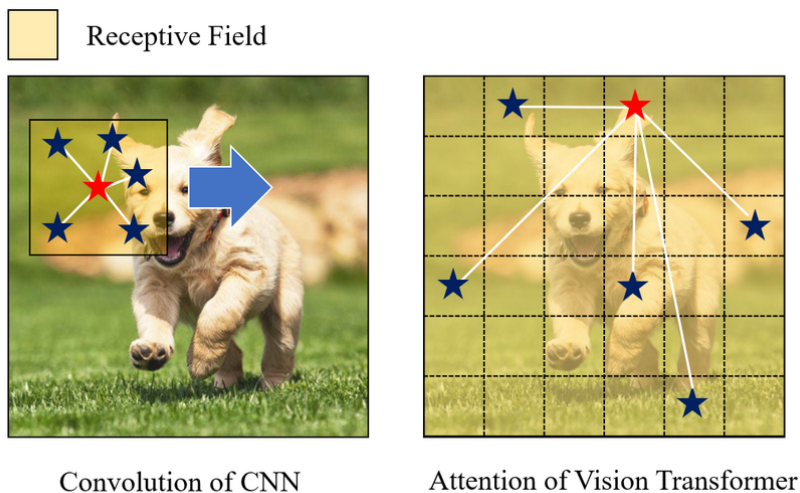 Receptive Field
Convolution of CNN
Attention of Vision Transformer